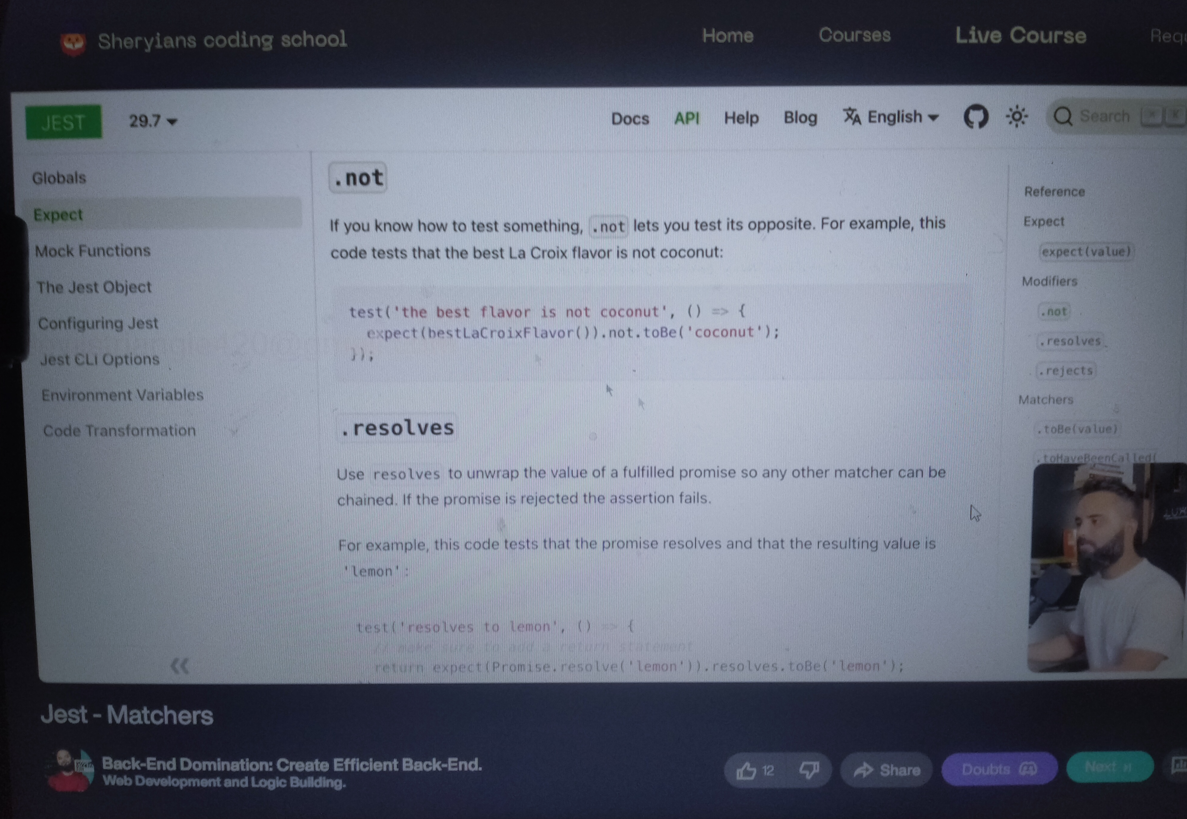 Sheryians coding school
Home
Courses
Live Course
JEST
29.7
Docs
API
Help
Blog
English
Search
Globals
Expect
Mock Functions
The Jest Object
Configuring Jest
Jest CLI Options
Environment Variables
Code Transformation
.not
If you know how to test something, .not lets you test its opposite. For example, this
code tests that the best La Croix flavor is not coconut:
test('the best flavor is not coconut', () => {
expect(bestLaCroixFlavor()).not.toBe('coconut');
});
.resolves
Use resolves to unwrap the value of a fulfilled promise so any other matcher can be
chained. If the promise is rejected the assertion fails.
For example, this code tests that the promise resolves and that the resulting value is
'lemon':
test('resolves to lemon', () => {
// make sure to add a return statement
return expect(Promise.resolve('lemon')).resolves.toBe('lemon');
Reference
Expect
expect(value)
Modifiers
.not
.resolves
.rejects
Matchers
.toBe(value)
.toHaveBeenCalled(
Jest - Matchers
Back-End Domination: Create Efficient Back-End.
Web Development and Logic Building.
12
Share
Doubts
Next